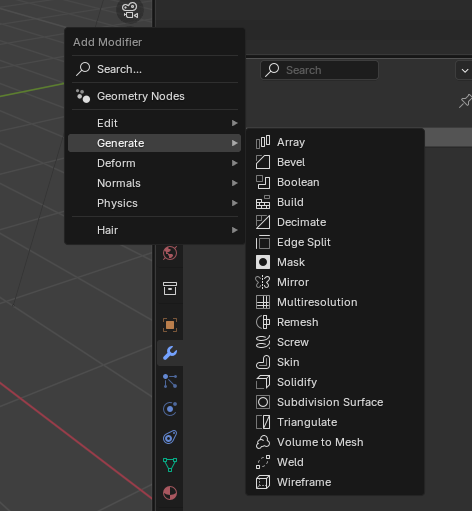 Add Modifier
Search...
Geometry Nodes
Edit
Generate
Deform
Normals
Physics
Hair
Search
Array
Bevel
Boolean
Build
Decimate
Edge Split
Mask
Mirror
Multiresolution
Remesh
Screw
Skin
Solidify
Subdivision Surface
Triangulate
Volume to Mesh
Weld
Wireframe